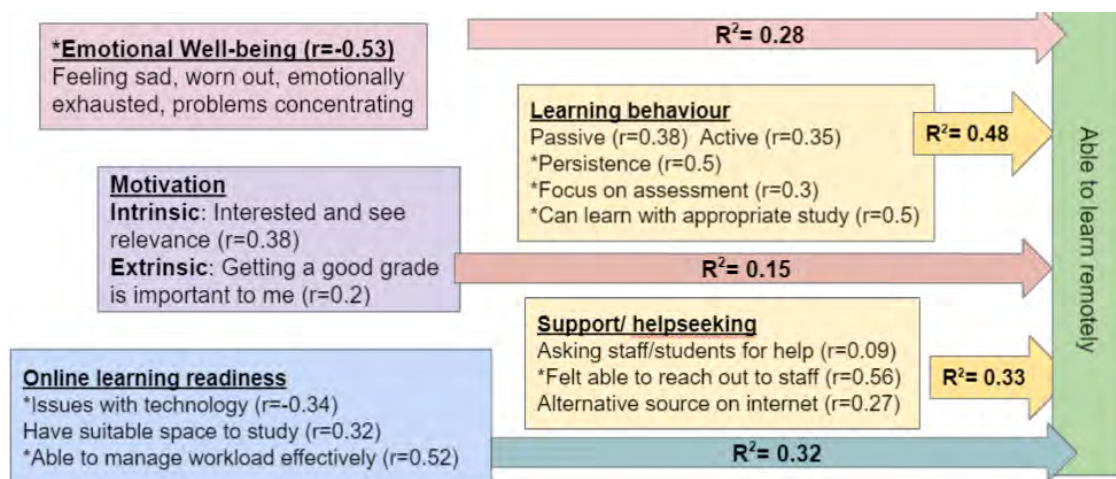 *Emotional Well-being (r=-0.53)
Feeling sad, worn out, emotionally
exhausted, problems concentrating
R²= 0.28
Learning behaviour
Passive (r=0.38)  Active (r=0.35)
*Persistence (r=0.5)
*Focus on assessment (r=0.3)
*Can learn with appropriate study (r=0.5)
R²= 0.48
Motivation
Intrinsic: Interested and see
relevance (r=0.38)
Extrinsic: Getting a good grade
is important to me (r=0.2)
R²= 0.15
Support/ helpseeking
Asking staff/students for help (r=0.09)
*Felt able to reach out to staff (r=0.56)
Alternative source on internet (r=0.27)
R²= 0.33
Online learning readiness
*Issues with technology (r=-0.34)
Have suitable space to study (r=0.32)
*Able to manage workload effectively (r=0.52)
R²= 0.32
Able to learn remotely